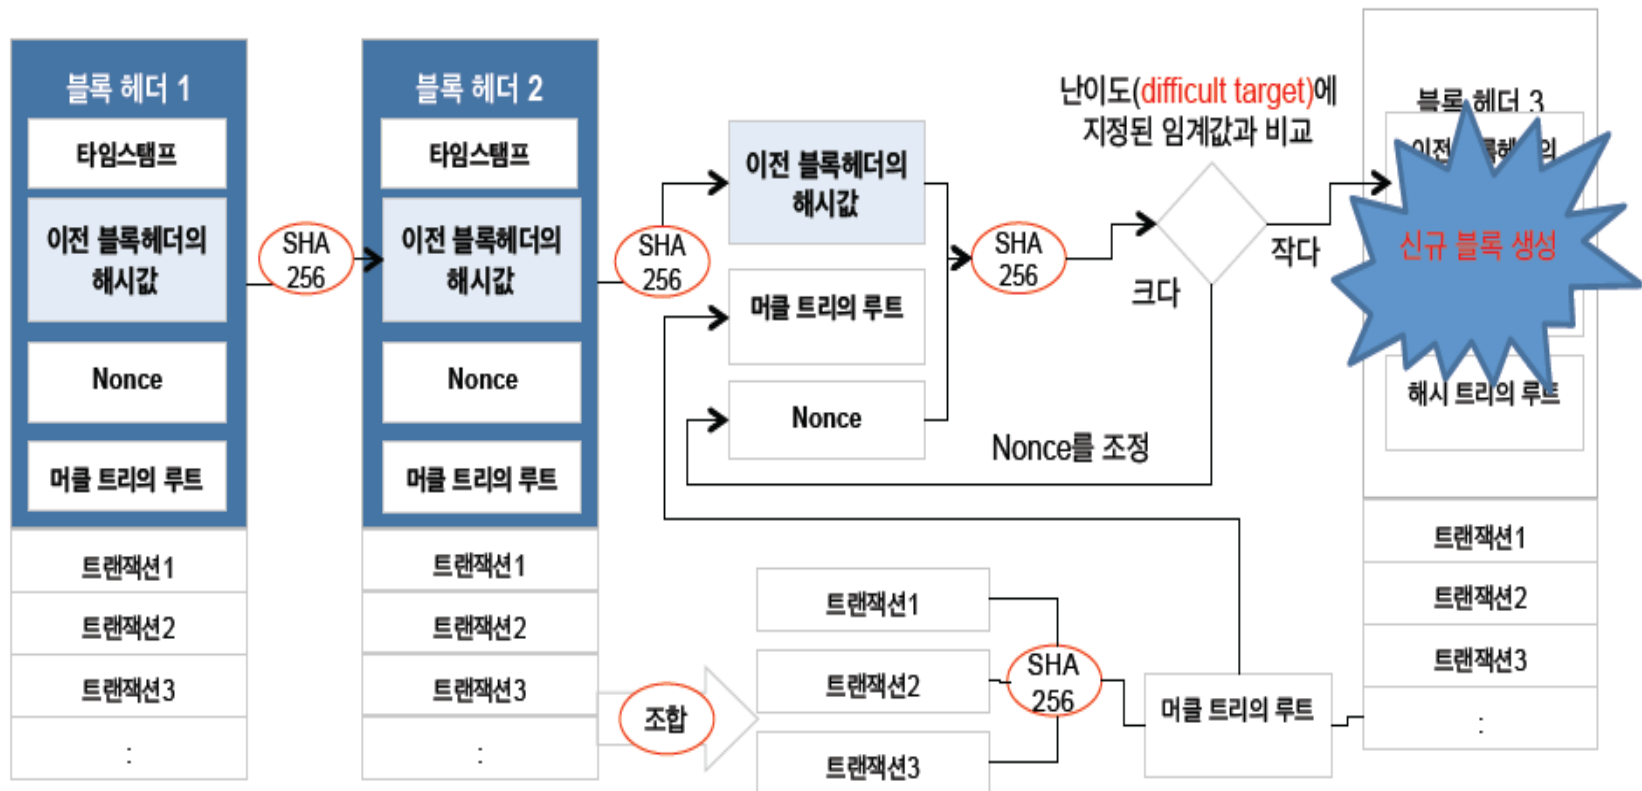 블록 헤더 1
타임스탬프
이전 블록헤더의
해시값
Nonce
머클 트리의 루트
트랜잭션1
트랜잭션2
트랜잭션3
:
SHA
256
블록 헤더 2
타임스탬프
이전 블록헤더의
해시값
Nonce
머클 트리의 루트
트랜잭션1
트랜잭션2
트랜잭션3
:
SHA
256
이전 블록헤더의
해시값
머클 트리의 루트
Nonce
SHA
256
난이도(difficult target)에
지정된 임계값과 비교
작다
크다
Nonce를 조정
조합
트랜잭션1
트랜잭션2
트랜잭션3
SHA
256
머클 트리의 루트
블록 헤더 3
신규 블록 생성
해시 트리의 루트
트랜잭션1
트랜잭션2
트랜잭션3
: